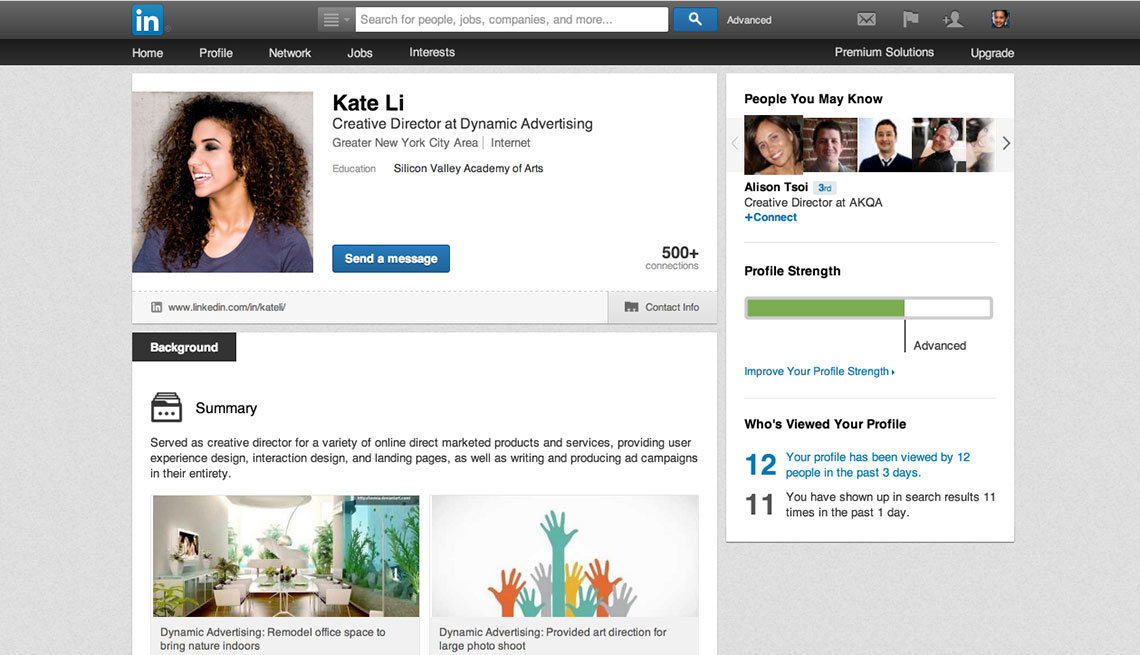 in
Search for people, jobs, companies, and more...
Advanced
Home Profile Network Jobs Interests Premium Solutions Upgrade
Kate Li
Creative Director at Dynamic Advertising
Greater New York City Area | Internet
Education Silicon Valley Academy of Arts
Send a message
500+
connections
www.linkedin.com/in/kateli/
Contact Info
Background
Summary
Served as creative director for a variety of online direct marketed products and services, providing user
experience design, interaction design, and landing pages, as well as writing and producing ad campaigns
in their entirety.
Dynamic Advertising: Remodel office space to
bring nature indoors
Dynamic Advertising: Provided art direction for
large photo shoot
People You May Know
Alison Tsoi 3rd
Creative Director at AKQA
+Connect
Profile Strength
Advanced
Improve Your Profile Strength
Who's Viewed Your Profile
12
Your profile has been viewed by 12
people in the past 3 days.
11
You have shown up in search results 11
times in the past 1 day.